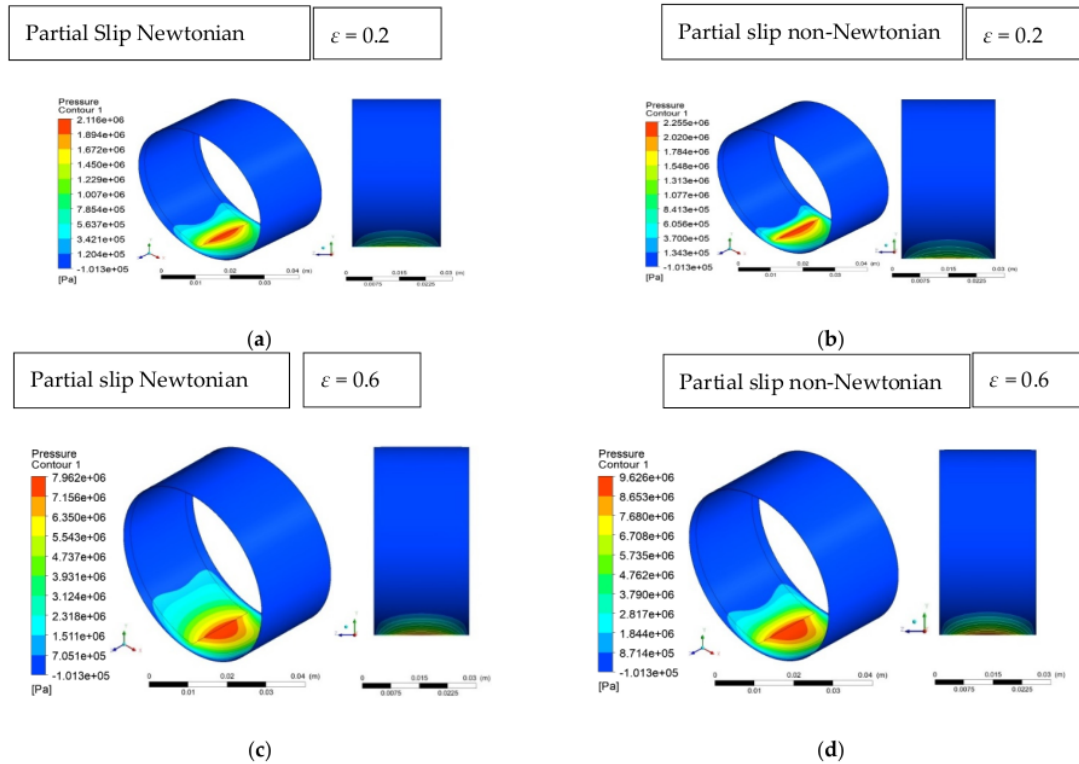 Partial Slip Newtonian
ε = 0.2
Partial slip non-Newtonian
ε = 0.2
Pressure
Contour 1
2.116e+06
1.894e+06
1.672e+06
1.450e+06
1.229e+06
1.007e+06
7.854e+05
5.637e+05
3.421e+05
1.204e+05
-1.013e+05
[Pa]
0 0.02 0.04 (m)
0.01 0.03
0 0.015 0.03 (m)
0.0075 0.0225
(a)
Pressure
Contour 1
2.255e+06
2.020e+06
1.784e+06
1.548e+06
1.313e+06
1.077e+06
8.413e+05
6.056e+05
3.700e+05
1.343e+05
-1.013e+05
[Pa]
0 0.02 0.04 (m)
0.01 0.03
0 0.015 0.03 (m)
0.0075 0.0225
(b)
Partial slip Newtonian
ε = 0.6
Partial slip non-Newtonian
ε = 0.6
Pressure
Contour 1
7.962e+06
7.156e+06
6.350e+06
5.543e+06
4.737e+06
3.931e+06
3.124e+06
2.318e+06
1.511e+06
7.051e+05
-1.013e+05
[Pa]
0 0.02 0.04 (m)
0.01 0.03
0 0.015 0.03 (m)
0.0075 0.0225
(c)
Pressure
Contour 1
9.626e+06
8.653e+06
7.680e+06
6.708e+06
5.735e+06
4.762e+06
3.790e+06
2.817e+06
1.844e+06
8.714e+05
-1.013e+05
[Pa]
0 0.02 0.04 (m)
0.01 0.03
0 0.015 0.03 (m)
0.0075 0.0225
(d)